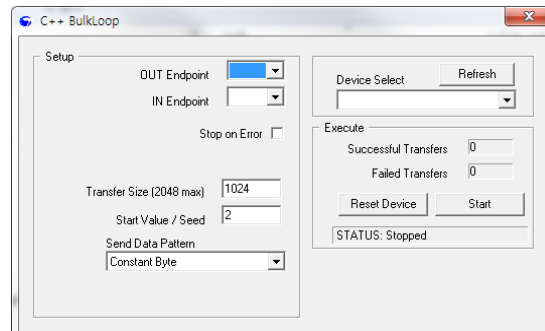 C++ BulkLoop
Setup
OUT Endpoint
IN Endpoint
Stop on Error
Transfer Size (2048 max) 1024
Start Value / Seed 2
Send Data Pattern
Constant Byte
Device Select Refresh
Execute
Successful Transfers 0
Failed Transfers 0
Reset Device Start
STATUS: Stopped